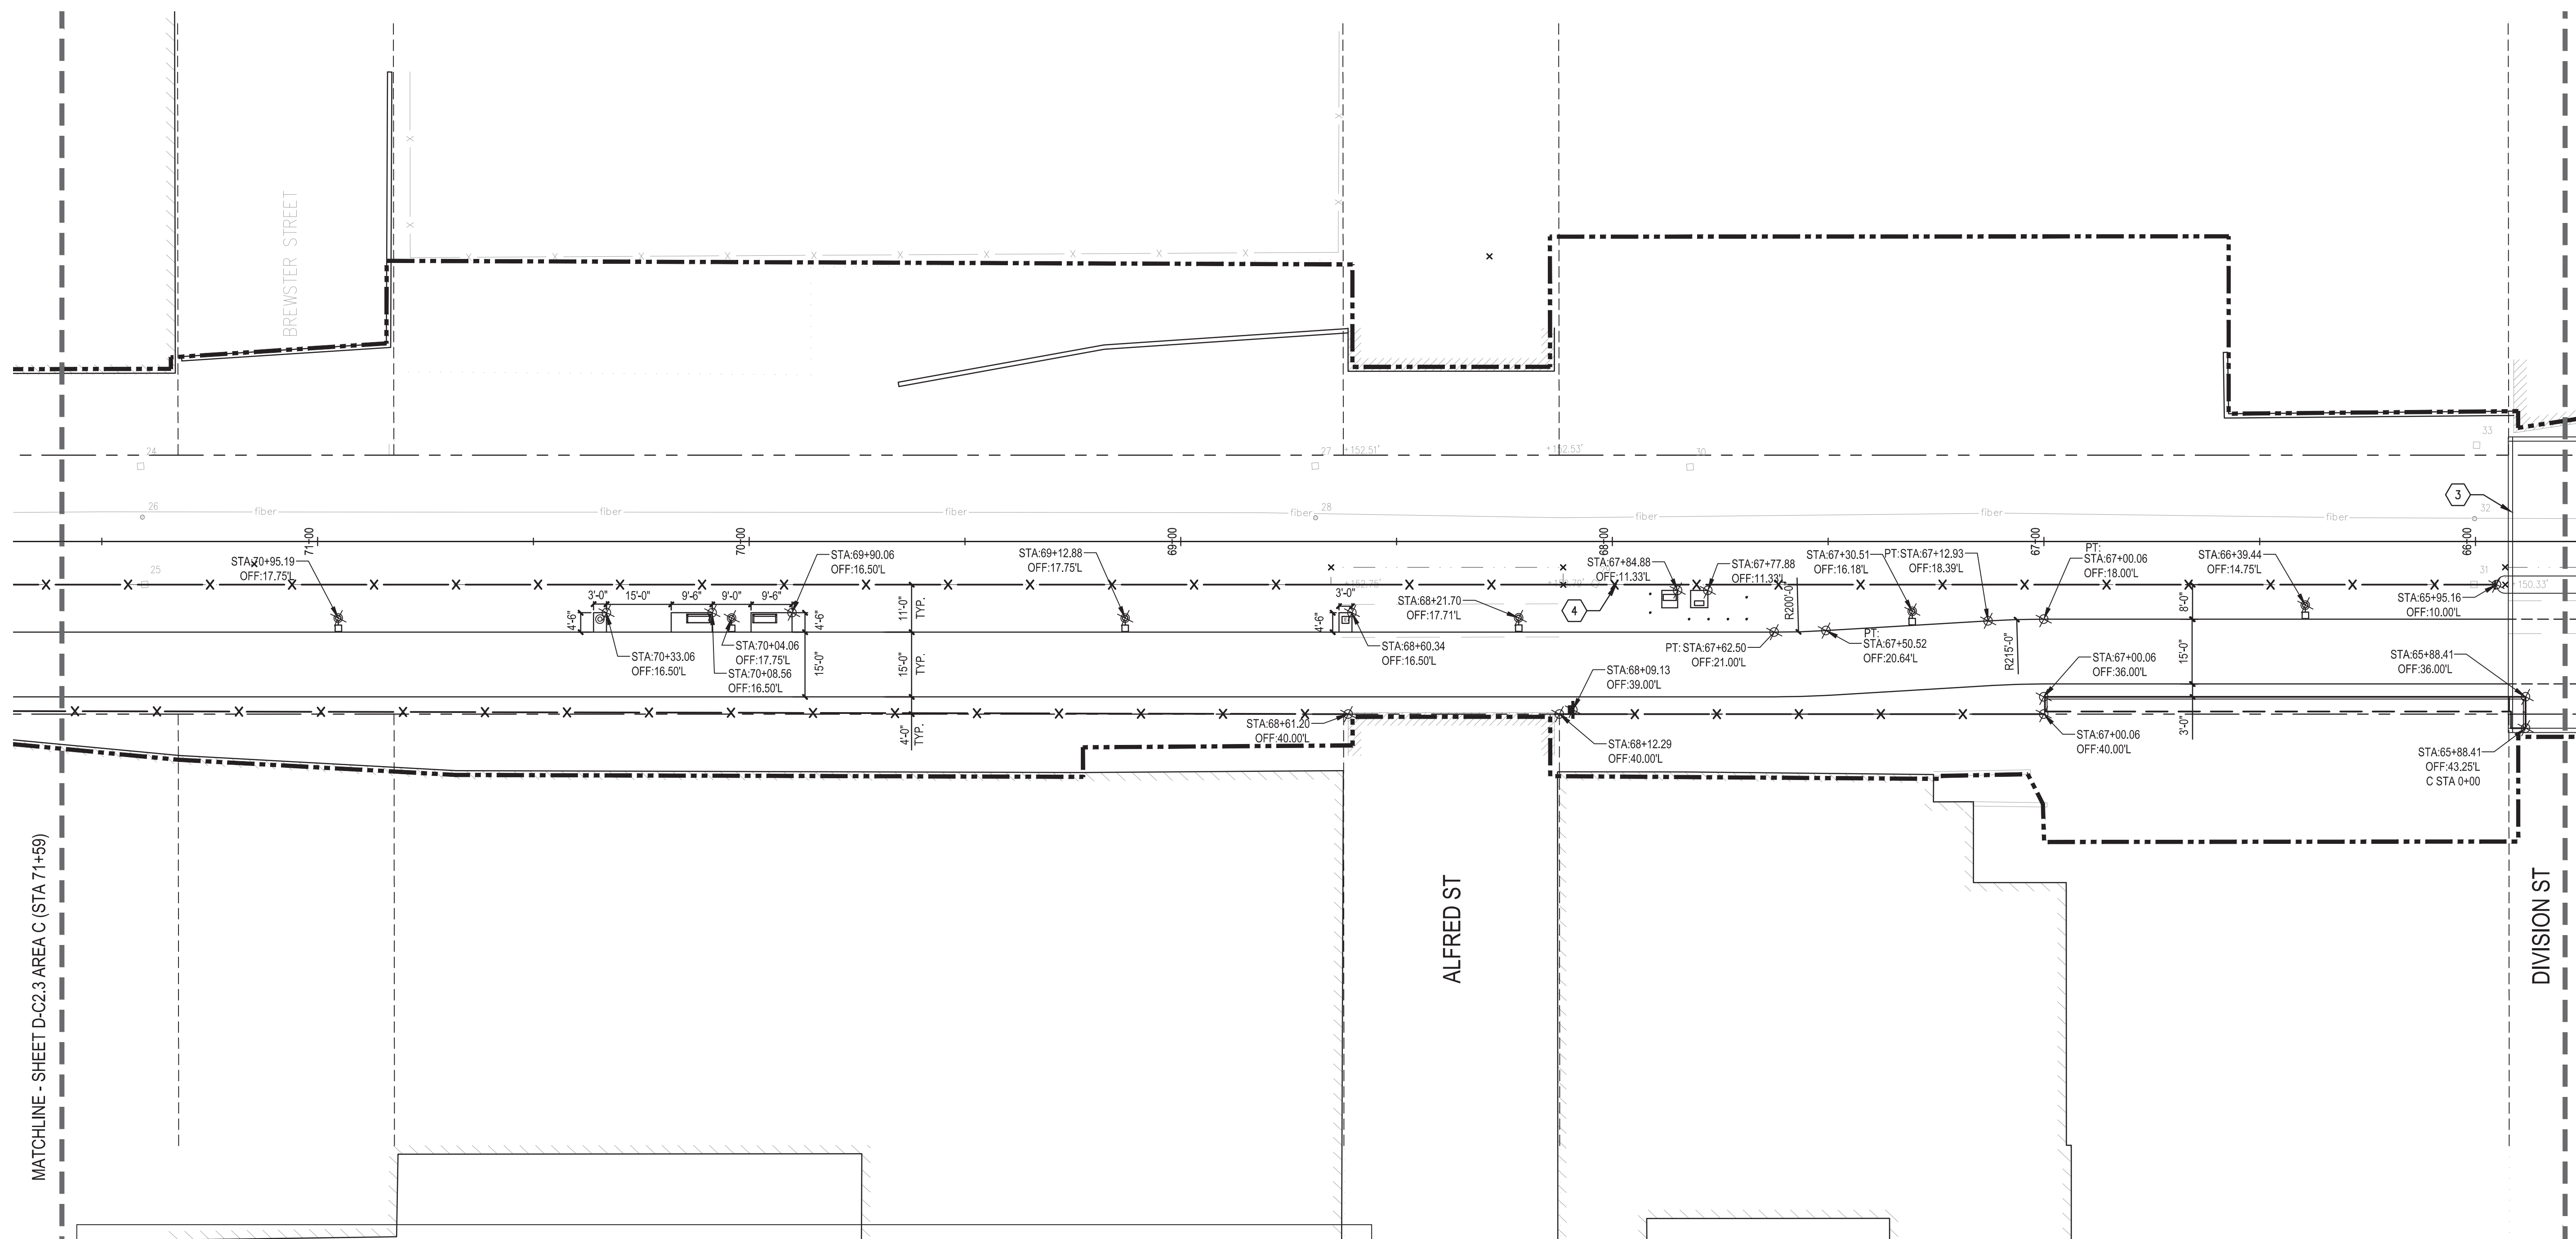 BREWSTER STREET
24
27
+152.51'
+152.53'
30
33
26
fiber
fiber
fiber
fiber
28
fiber
fiber
fiber
32
3
71+00
70+00
69+00
68+00
67+00
66+00
25
STA:70+95.19
OFF:17.75'L
STA:69+90.06
OFF:16.50'L
STA:69+12.88
OFF:17.75'L
STA:67+84.88
OFF:11.33'L
STA:67+77.88
OFF:11.33'L
STA:67+30.51
OFF:16.18'L
PT:STA:67+12.93
OFF:18.39'L
PT:
STA:67+00.06
OFF:18.00'L
STA:66+39.44
OFF:14.75'L
31
+150.33'
STA:65+95.16
OFF:10.00'L
3'-0"
15'-0"
9'-6"
9'-0"
9'-6"
4'-6"
4'-6"
11'-0"
TYP.
3'-0"
4'-6"
STA:68+21.70
OFF:17.71'L
4
R200'-0"
8'-0"
STA:70+33.06
OFF:16.50'L
STA:70+04.06
OFF:17.75'L
STA:70+08.56
OFF:16.50'L
15'-0"
15'-0"
TYP.
STA:68+60.34
OFF:16.50'L
PT: STA:67+62.50
OFF:21.00'L
PT:
STA:67+50.52
OFF:20.64'L
R215'-0"
STA:68+09.13
OFF:39.00'L
STA:67+00.06
OFF:36.00'L
15'-0"
STA:65+88.41
OFF:36.00'L
STA:68+61.20
OFF:40.00'L
4'-0"
TYP.
STA:68+12.29
OFF:40.00'L
STA:67+00.06
OFF:40.00'L
3'-0"
STA:65+88.41
OFF:43.25'L
C STA 0+00
MATCHLINE - SHEET D-C2.3 AREA C (STA 71+59)
ALFRED ST
DIVISION ST